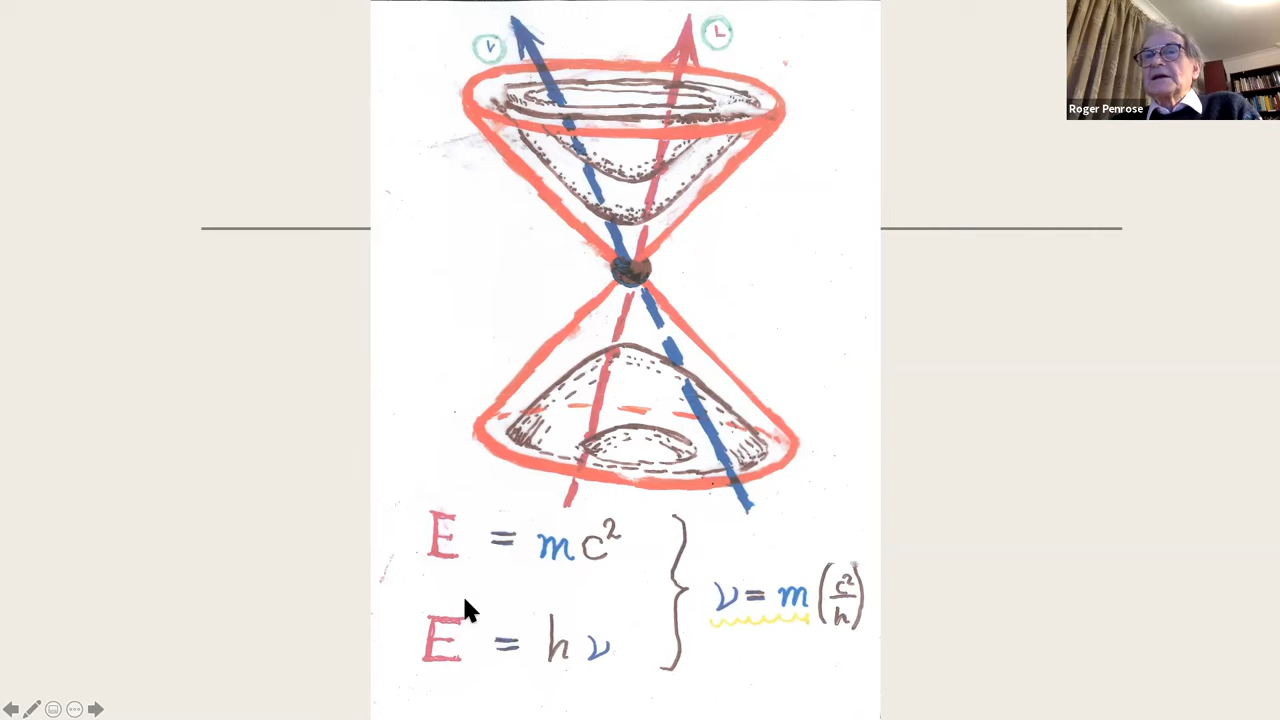 Roger Penrose
E = mc²
E = hν
ν = m(c²/h)